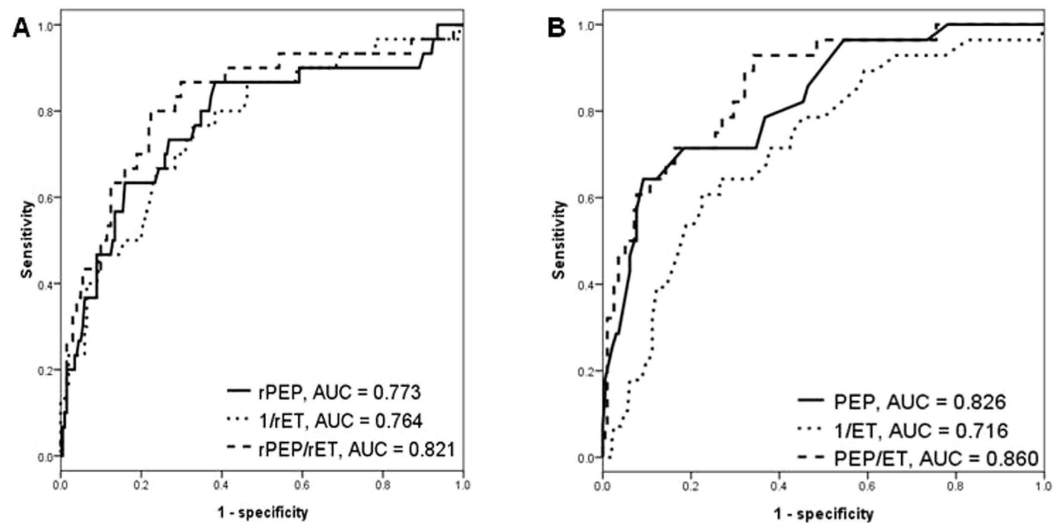 A
1.0
0.8
0.6
0.4
0.2
0.0
Sensitivity
0.0 0.2 0.4 0.6 0.8 1.0
1 - specificity
rPEP, AUC = 0.773
1/rET, AUC = 0.764
rPEP/rET, AUC = 0.821
B
1.0
0.8
0.6
0.4
0.2
0.0
Sensitivity
0.0 0.2 0.4 0.6 0.8 1.0
1 - specificity
PEP, AUC = 0.826
1/ET, AUC = 0.716
PEP/ET, AUC = 0.860